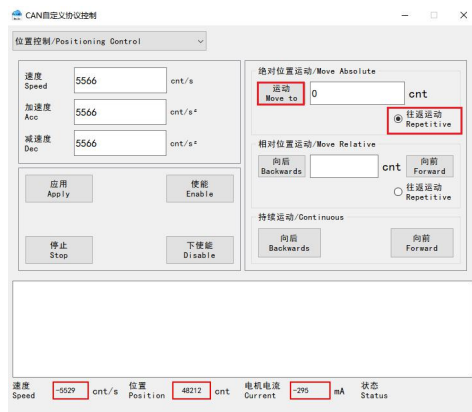 CAN自定义协议控制
位置控制/Positioning Control
速度
Speed
5566
cnt/s
加速度
Acc
5566
cnt/s²
减速度
Dec
5566
cnt/s²
应用
Apply
使能
Enable
停止
Stop
下使能
Disable
绝对位置运动/Move Absolute
运动
Move to
0
cnt
往返运动
Repetitive
相对位置运动/Move Relative
向后
Backwards
cnt
向前
Forward
往返运动
Repetitive
持续运动/Continuous
向后
Backwards
向前
Forward
速度
Speed
-5529
cnt/s
位置
Position
48212
cnt
电机电流
Current
-295
mA
状态
Status